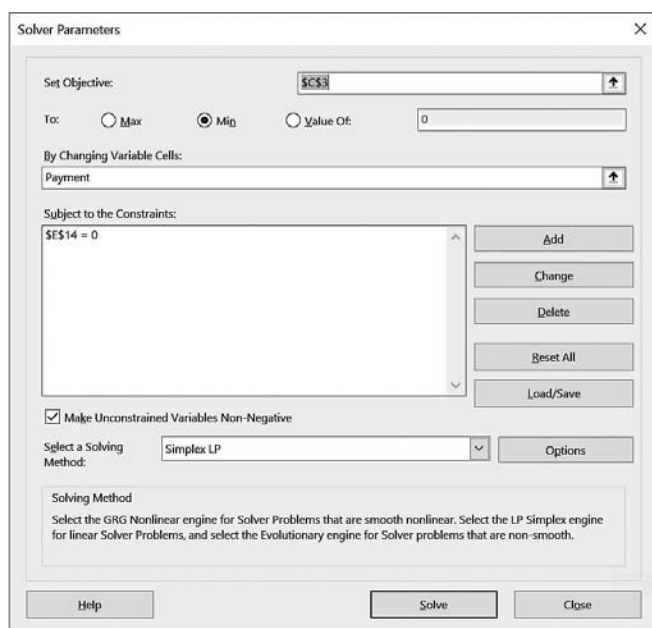 Solver Parameters
Set Objective: $C$3
To: Max Min Value Of: 0
By Changing Variable Cells:
Payment
Subject to the Constraints:
$E$14 = 0
Add
Change
Delete
Reset All
Load/Save
Make Unconstrained Variables Non-Negative
Select a Solving
Method:
Simplex LP
Options
Solving Method
Select the GRG Nonlinear engine for Solver Problems that are smooth nonlinear. Select the LP Simplex engine
for linear Solver Problems, and select the Evolutionary engine for Solver problems that are non-smooth.
Help Solve Close